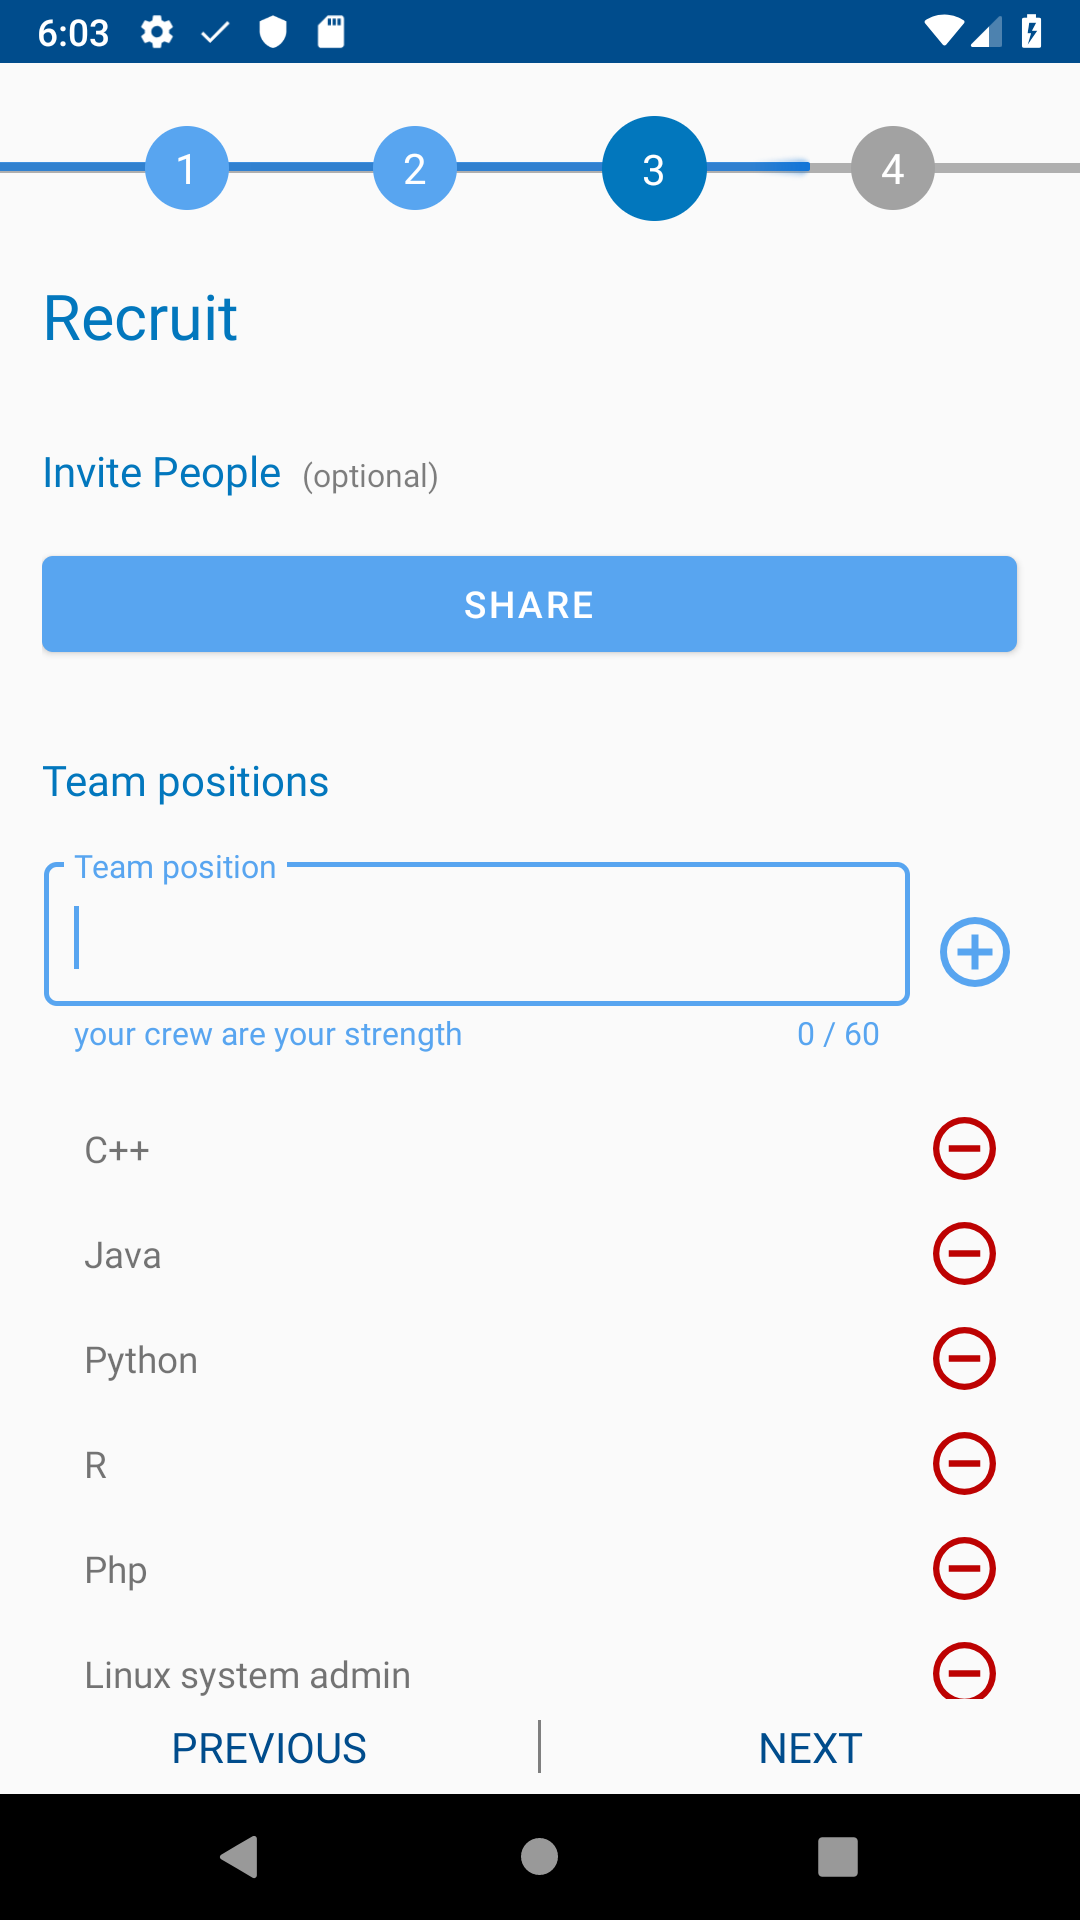 6:03
1 2 3 4
Recruit
Invite People (optional)
SHARE
Team positions
Team position
your crew are your strength 0 / 60
C++
Java
Python
R
Php
Linux system admin
PREVIOUS NEXT